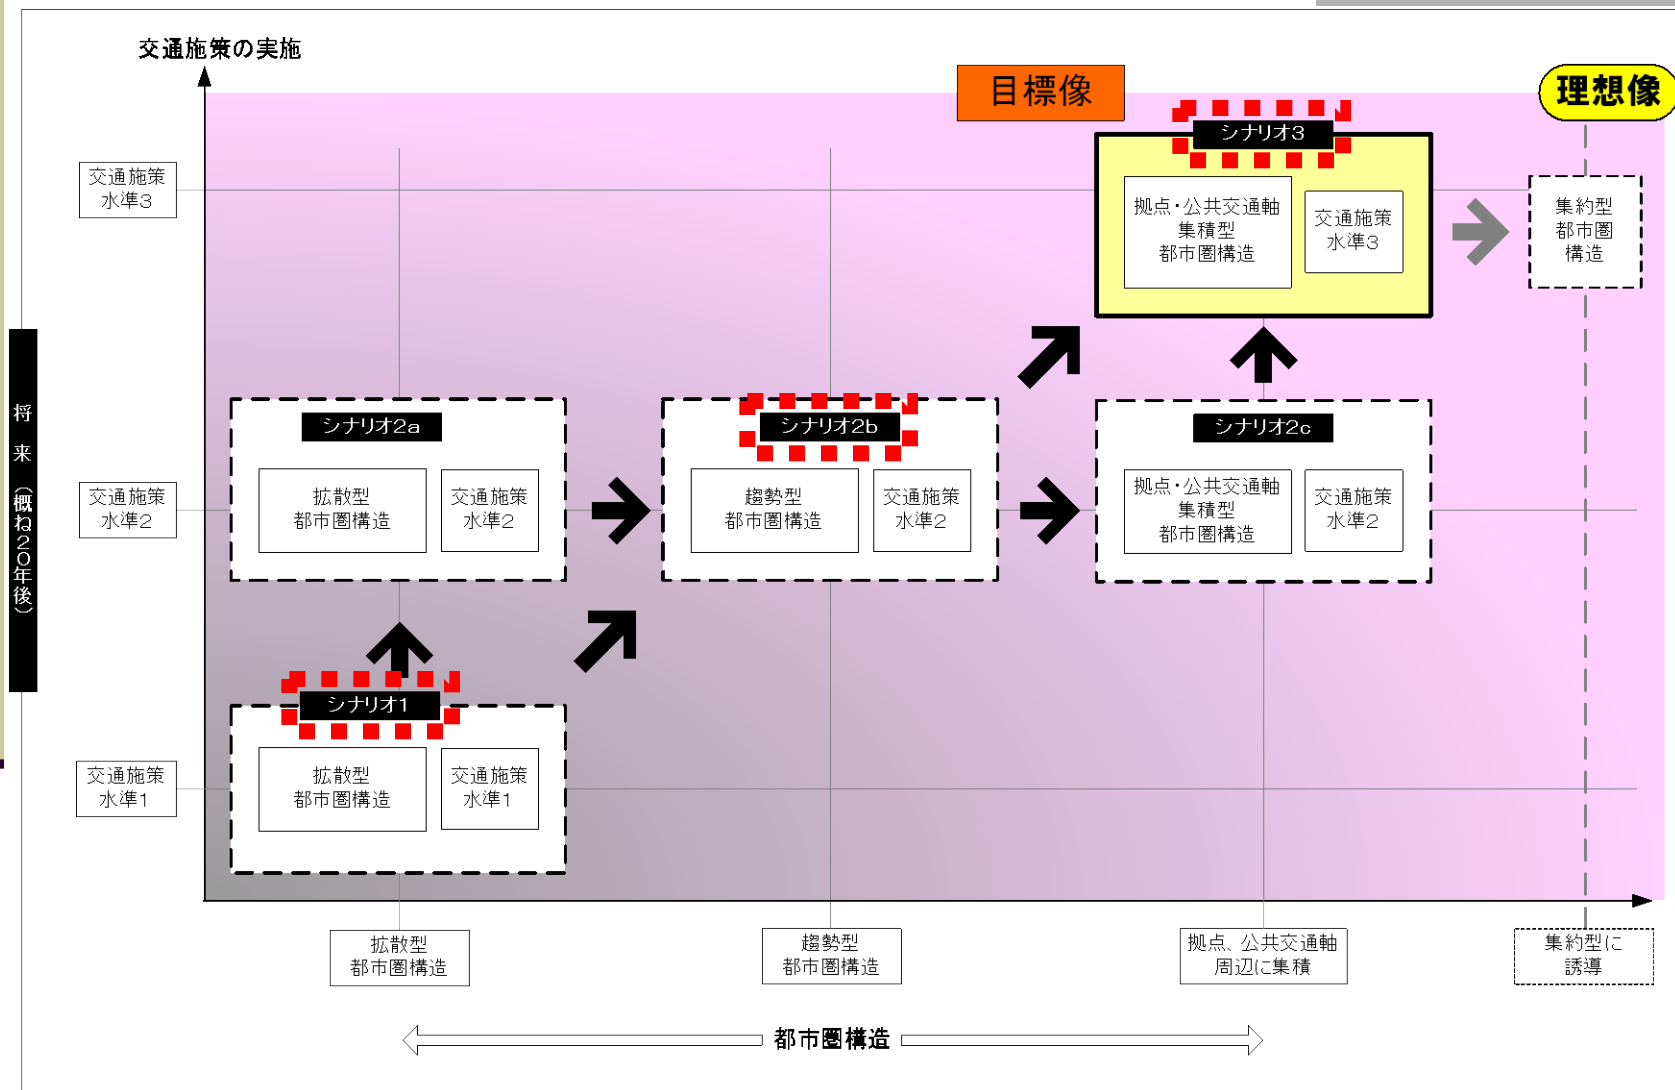 交通施策の実施
目標像
理想像
シナリオ3
交通施策
水準3
拠点・公共交通軸
集積型
都市圏構造
交通施策
水準3
集約型
都市圏
構造
将来（概ね20年後）
シナリオ2a
シナリオ2b
シナリオ2c
交通施策
水準2
拡散型
都市圏構造
交通施策
水準2
趨勢型
都市圏構造
交通施策
水準2
拠点・公共交通軸
集積型
都市圏構造
交通施策
水準2
シナリオ1
交通施策
水準1
拡散型
都市圏構造
交通施策
水準1
拡散型
都市圏構造
趨勢型
都市圏構造
拠点、公共交通軸
周辺に集積
集約型に
誘導
都市圏構造